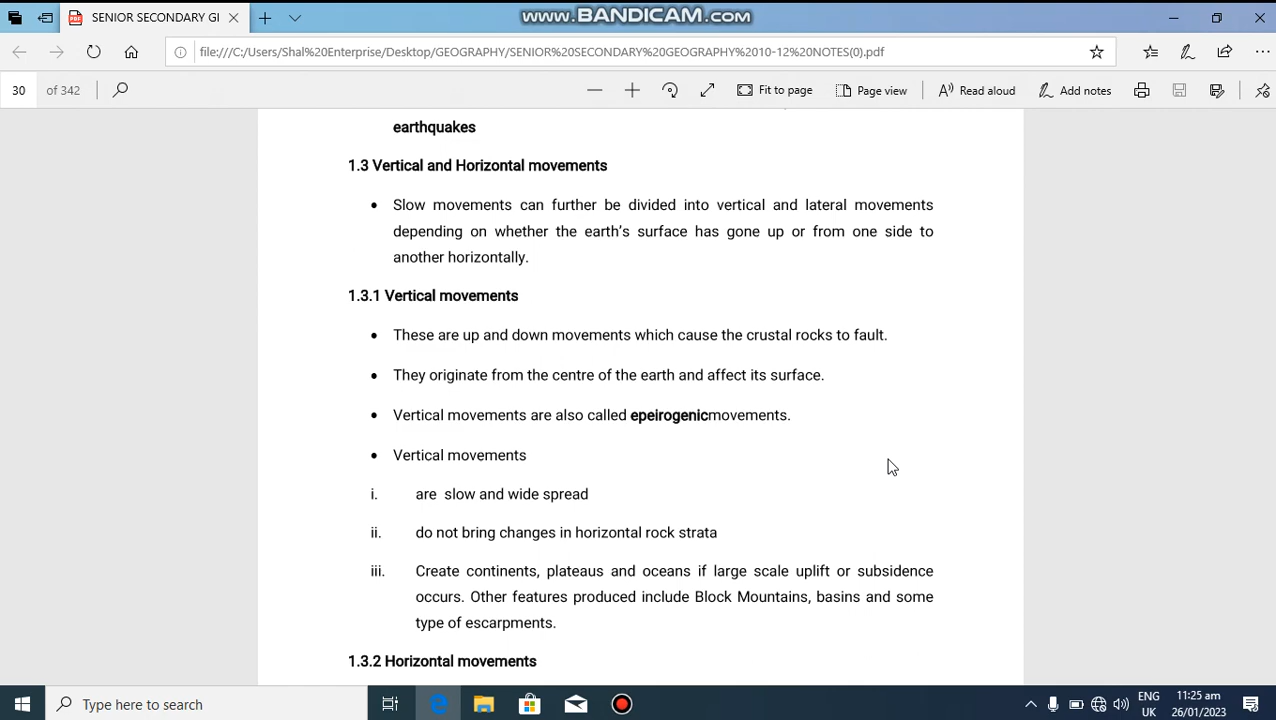 SENIOR SECONDARY GI
www.BANDICAM.com
file:///C:/Users/Shal%20Enterprise/Desktop/GEOGRAPHY/SENIOR%20SECONDARY%20GEOGRAPHY%2010-12%20NOTES(0).pdf
30 of 342 Fit to page Page view Read aloud Add notes
earthquakes
1.3 Vertical and Horizontal movements
• Slow movements can further be divided into vertical and lateral movements
depending on whether the earth's surface has gone up or from one side to
another horizontally.
1.3.1 Vertical movements
• These are up and down movements which cause the crustal rocks to fault.
• They originate from the centre of the earth and affect its surface.
• Vertical movements are also called epeirogenicmovements.
• Vertical movements
i. are slow and wide spread
ii. do not bring changes in horizontal rock strata
iii. Create continents, plateaus and oceans if large scale uplift or subsidence
occurs. Other features produced include Block Mountains, basins and some
type of escarpments.
1.3.2 Horizontal movements
Type here to search
ENG 11:25 am
UK 26/01/2023